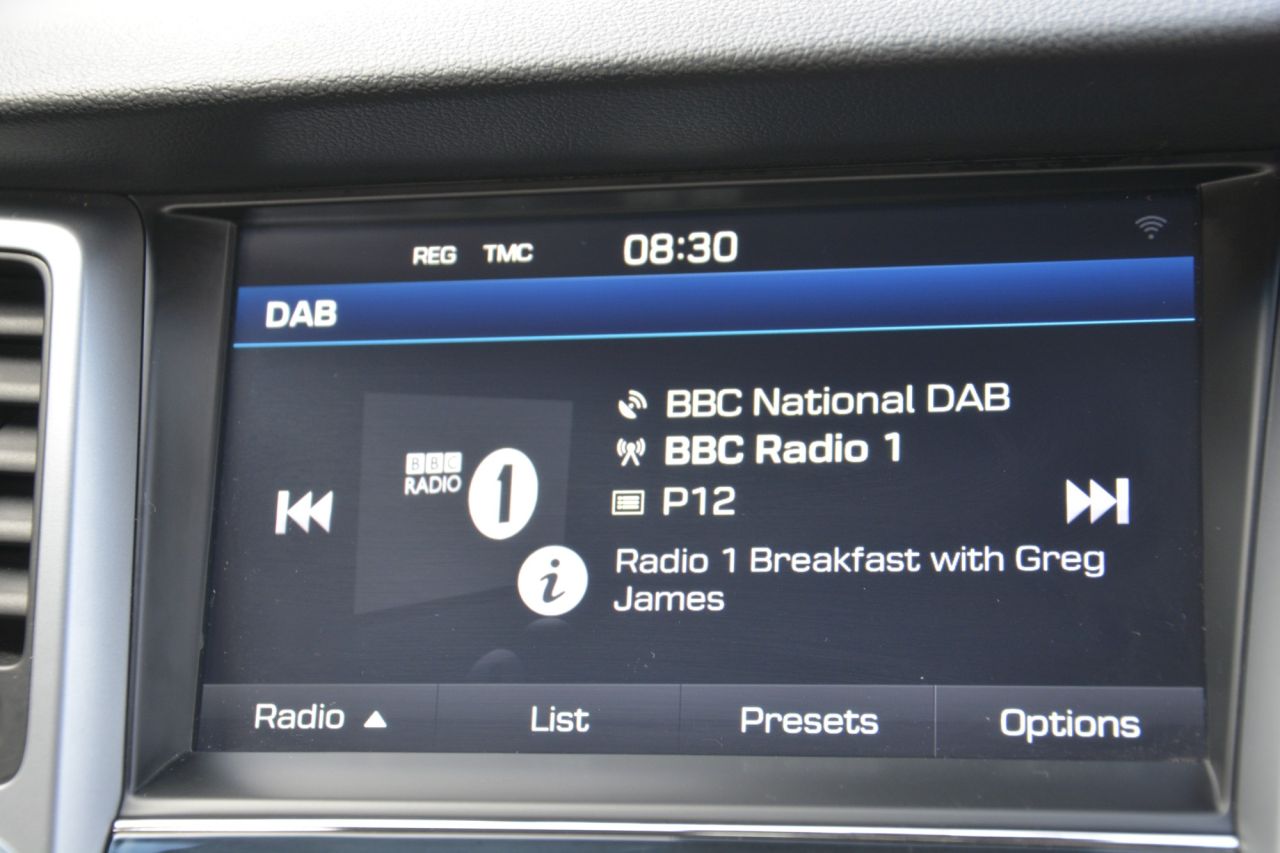 REG TMC 08:30
DAB
BBC National DAB
BBC Radio 1
BBC
RADIO 1
P12
i Radio 1 Breakfast with Greg
James
Radio List Presets Options